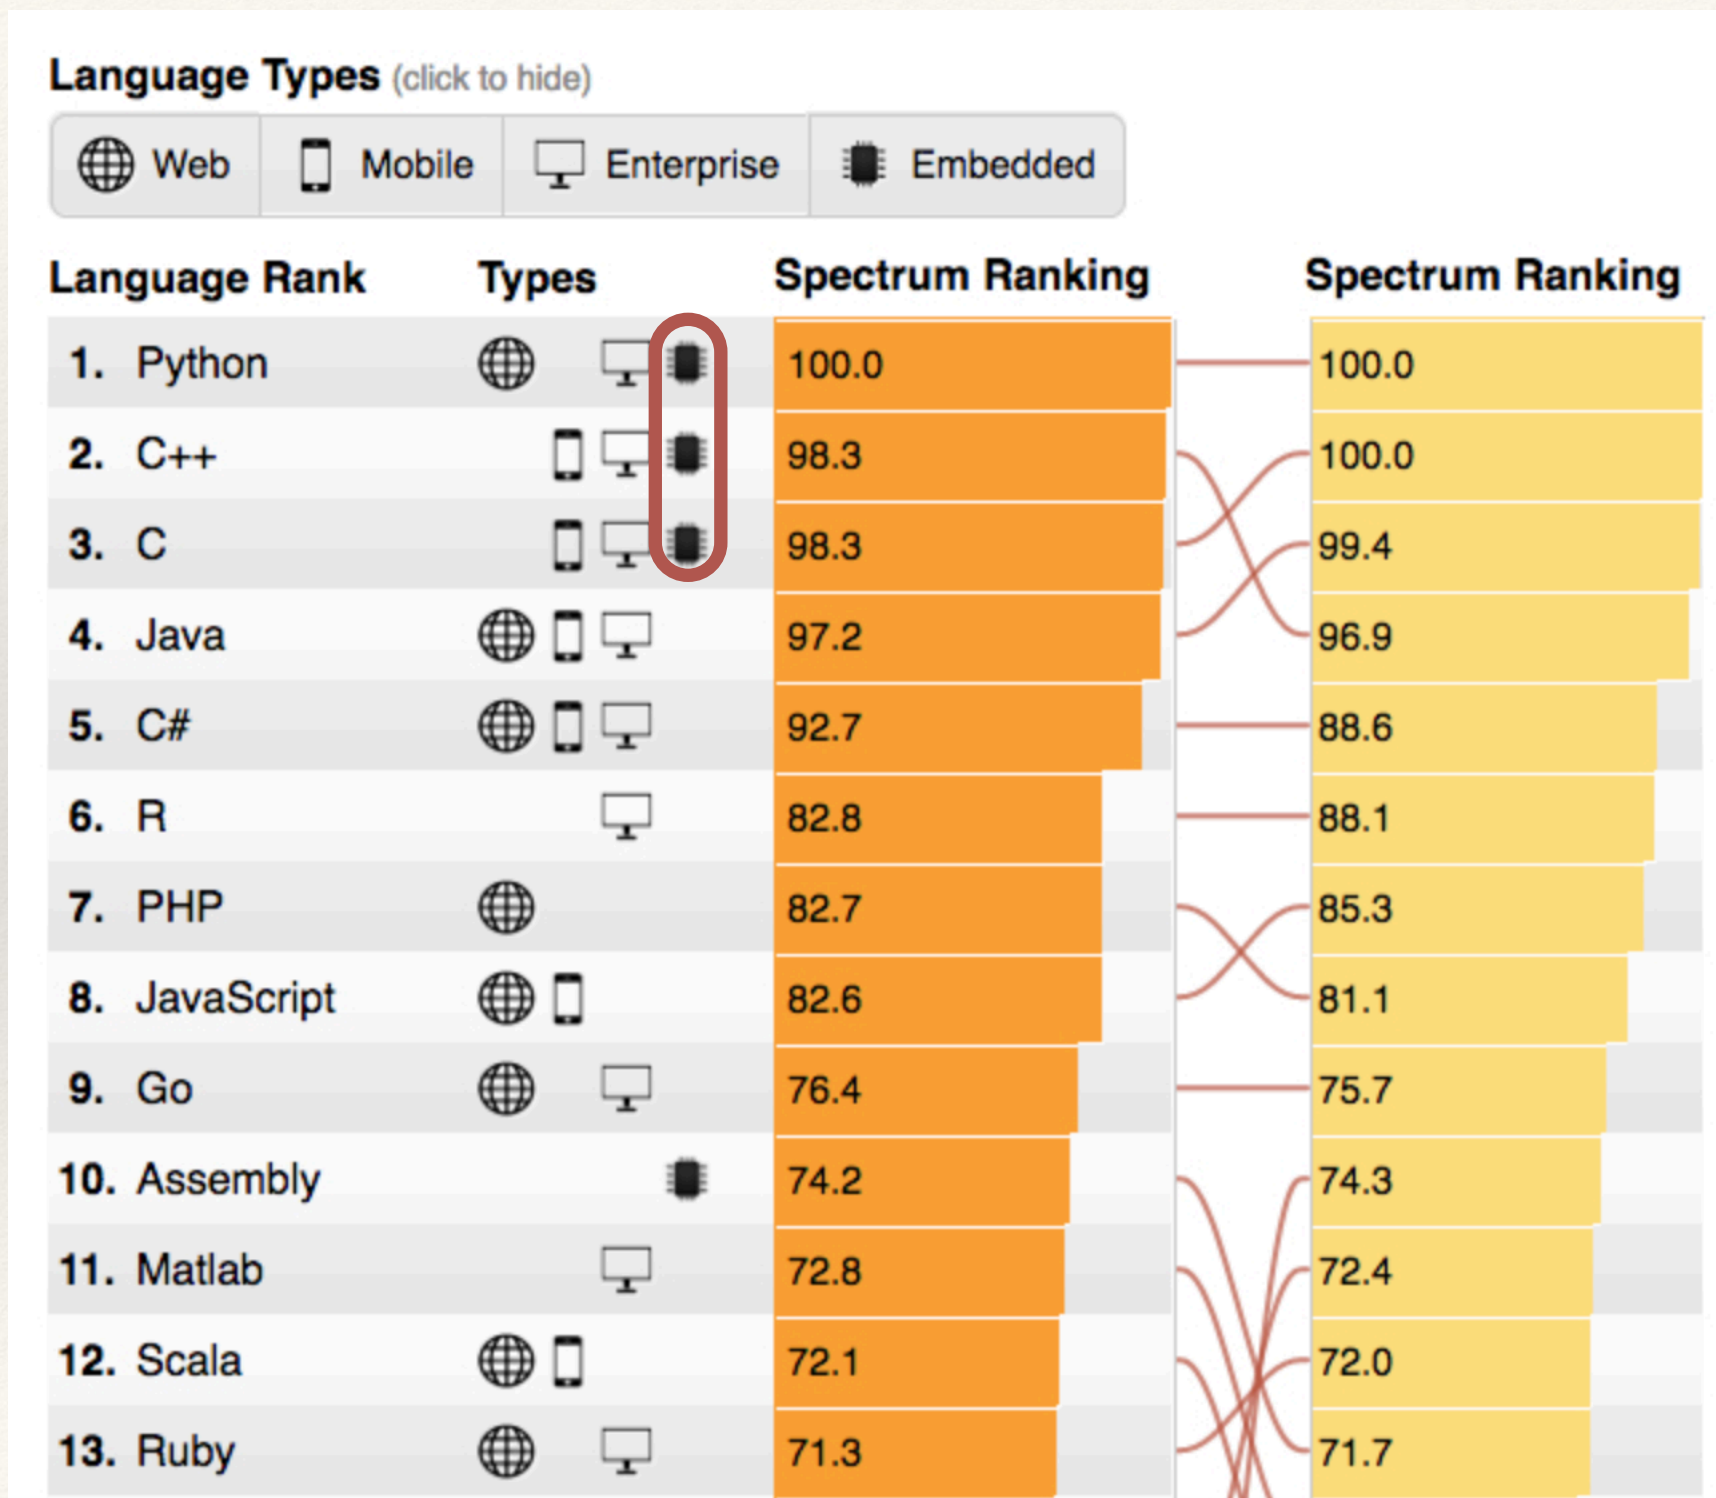 Language Types (click to hide)
Web Mobile Enterprise Embedded
Language Rank Types Spectrum Ranking Spectrum Ranking
1. Python 100.0 100.0
2. C++ 98.3 100.0
3. C 98.3 99.4
4. Java 97.2 96.9
5. C# 92.7 88.6
6. R 82.8 88.1
7. PHP 82.7 85.3
8. JavaScript 82.6 81.1
9. Go 76.4 75.7
10. Assembly 74.2 74.3
11. Matlab 72.8 72.4
12. Scala 72.1 72.0
13. Ruby 71.3 71.7